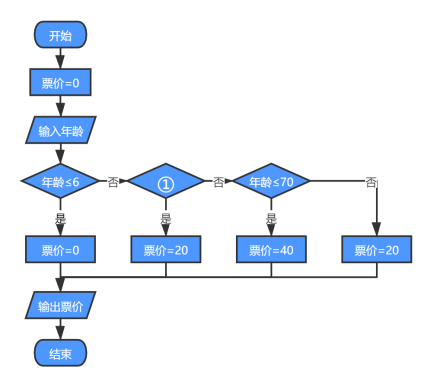 开始
票价=0
输入年龄
年龄≤6
否
①
否
年龄≤70
否
是
是
是
票价=0
票价=20
票价=40
票价=20
输出票价
结束